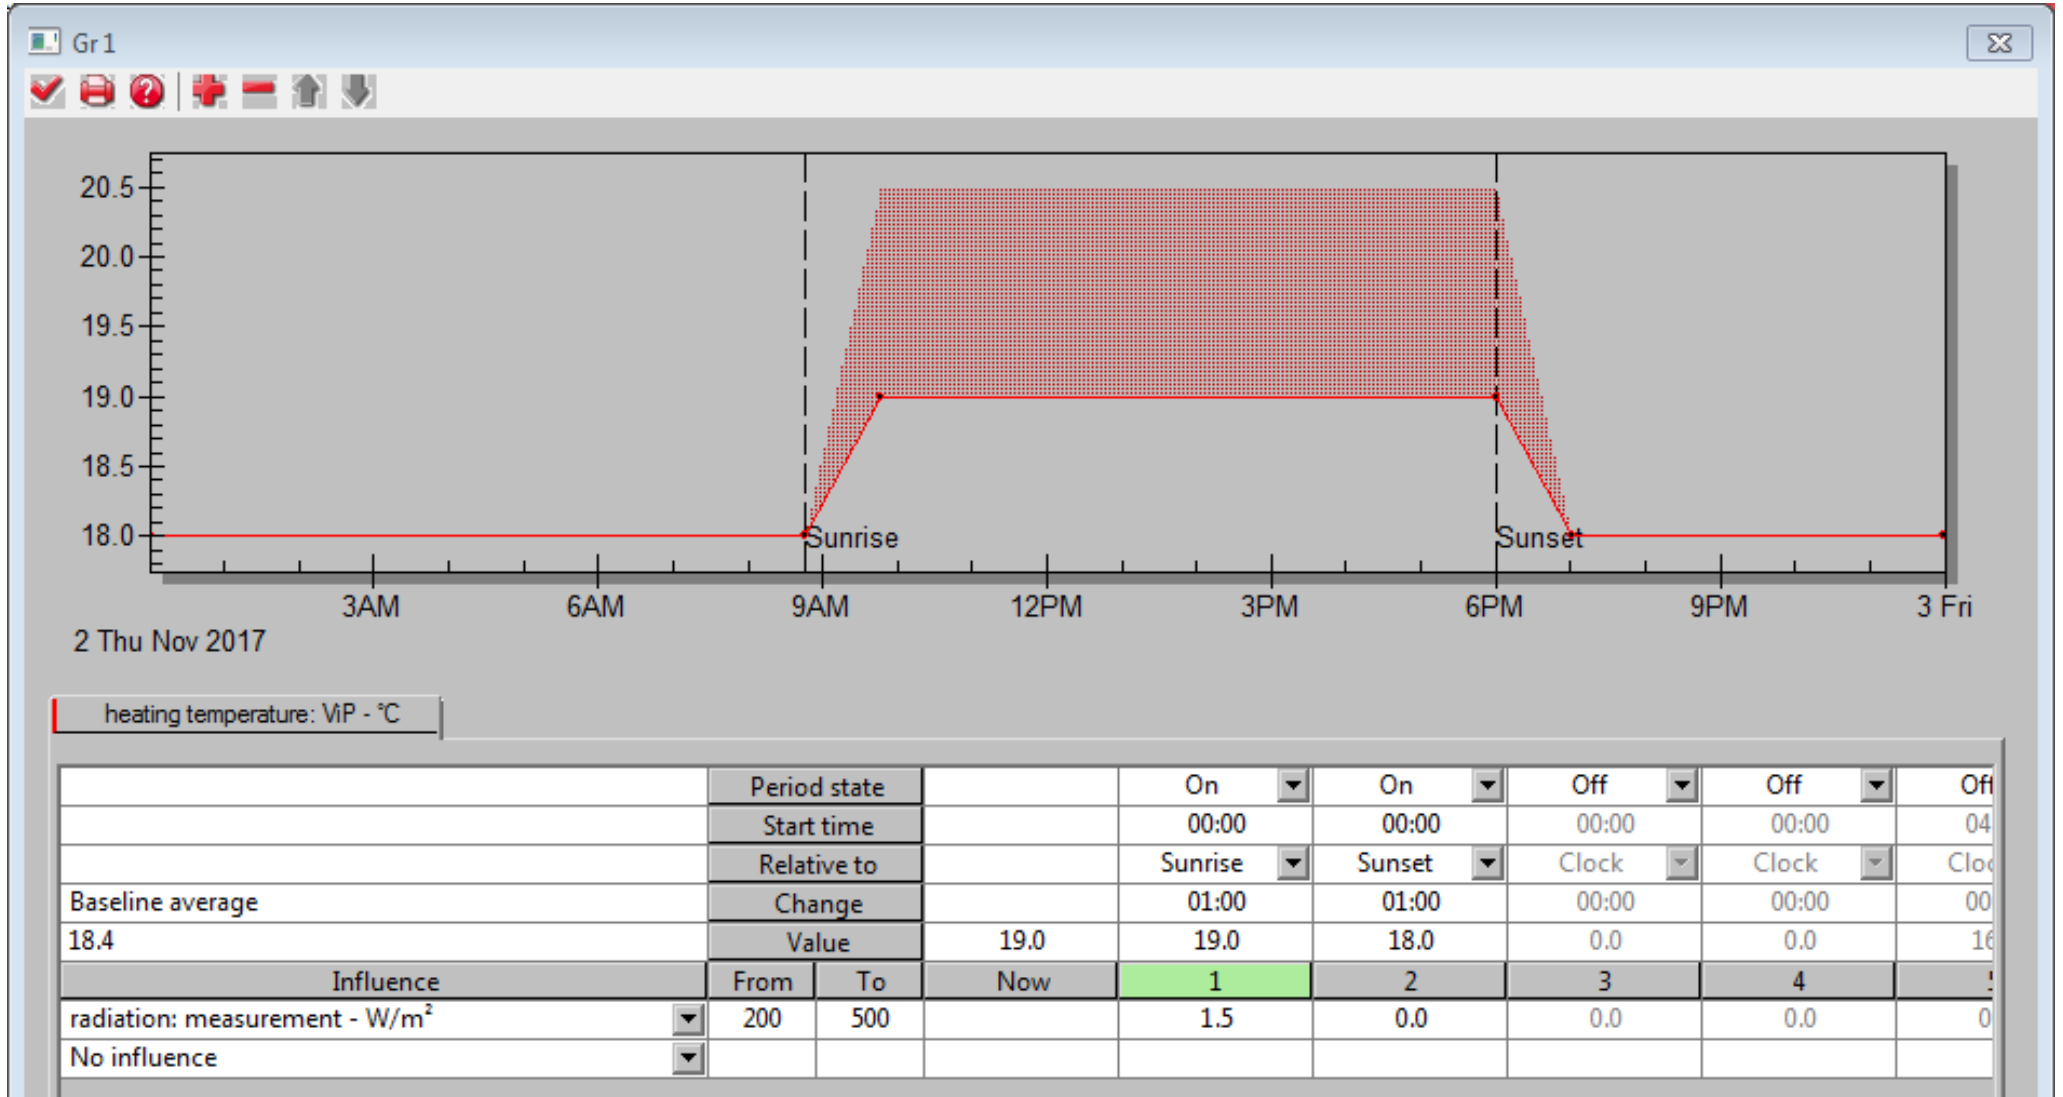 Gr 1
20.5
20.0
19.5
19.0
18.5
18.0
Sunrise Sunset
3AM 6AM 9AM 12PM 3PM 6PM 9PM 3 Fri
2 Thu Nov 2017
heating temperature: ViP - °C
Period state On On Off Off Off
Start time 00:00 00:00 00:00 00:00 04
Relative to Sunrise Sunset Clock Clock
Baseline average Change 01:00 01:00 00:00 00:00 00
18.4 Value 19.0 19.0 18.0 0.0 0.0 16
Influence From To Now 1 2 3 4
radiation: measurement - W/m² 200 500 1.5 0.0 0.0 0.0 0
No influence